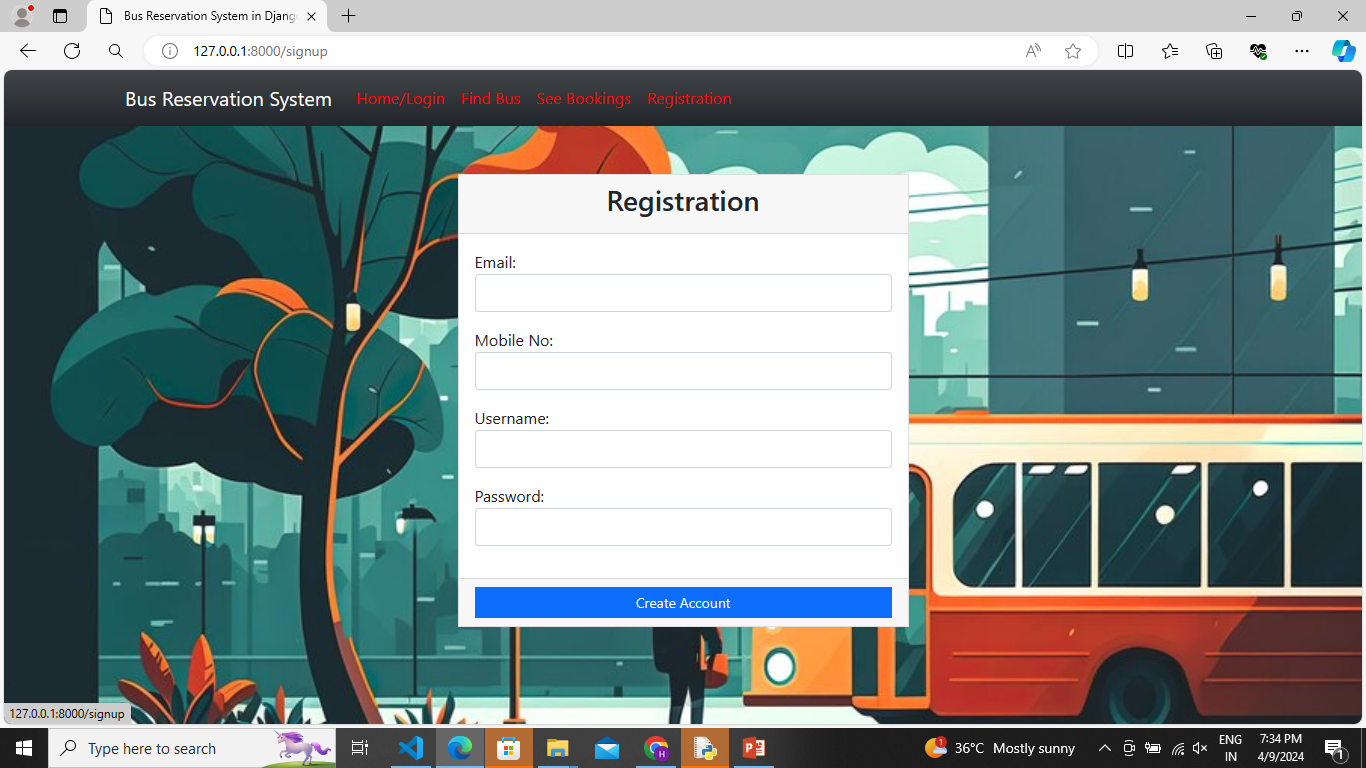 Bus Reservation System in Djang
127.0.0.1:8000/signup
Bus Reservation System Home/Login Find Bus See Bookings Registration
Registration
Email:
Mobile No:
Username:
Password:
Create Account
127.0.0.1:8000/signup
Type here to search
1 36°C Mostly sunny
ENG
IN
7:34 PM
4/9/2024
1